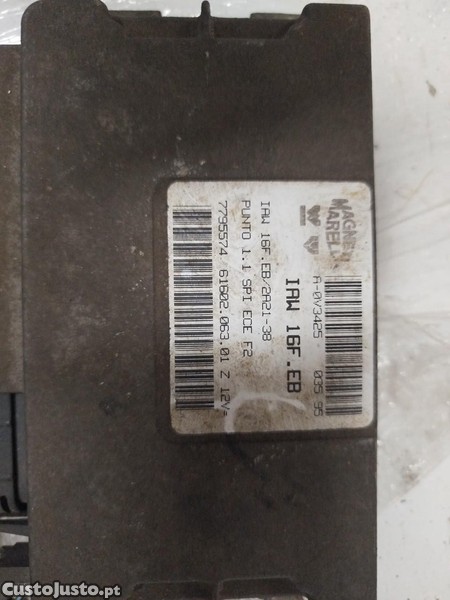 MAGNETI
MARELLI
A-0V3425 035 95
IAW 16F.EB
IAW 16F.EB/2A21-38
PUNTO 1.1 SPI ECE F2
7795574 61602.063.01 Z 12V=
CustoJusto.pt